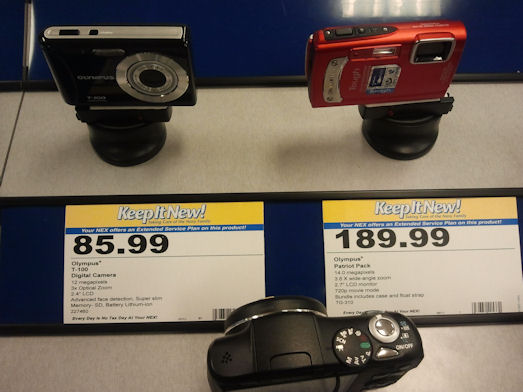 OLYMPUS
T-100
Tough
KeepItNew!
Taking Care of the Navy Family
Your NEX offers an Extended Service Plan on this product!
85.99
Olympus
T-100
Digital Camera
12 megapixels
3x Optical Zoom
2.4" LCD
Advanced face detection, Super slim
Memory- SD, Battery Lithium-ion
227460
Every Day is No Tax Day At Your NEX!
KeepItNew!
Taking Care of the Navy Family
Your NEX offers an Extended Service Plan on this product!
189.99
Olympus
Patriot Pack
14.0 megapixels
3.6 X wide-angle zoom
2.7" LCD monitor
720p movie mode
Bundle includes case and float strap
TG-310
Every Day is No Tax Day At Your NEX!
ON/OFF